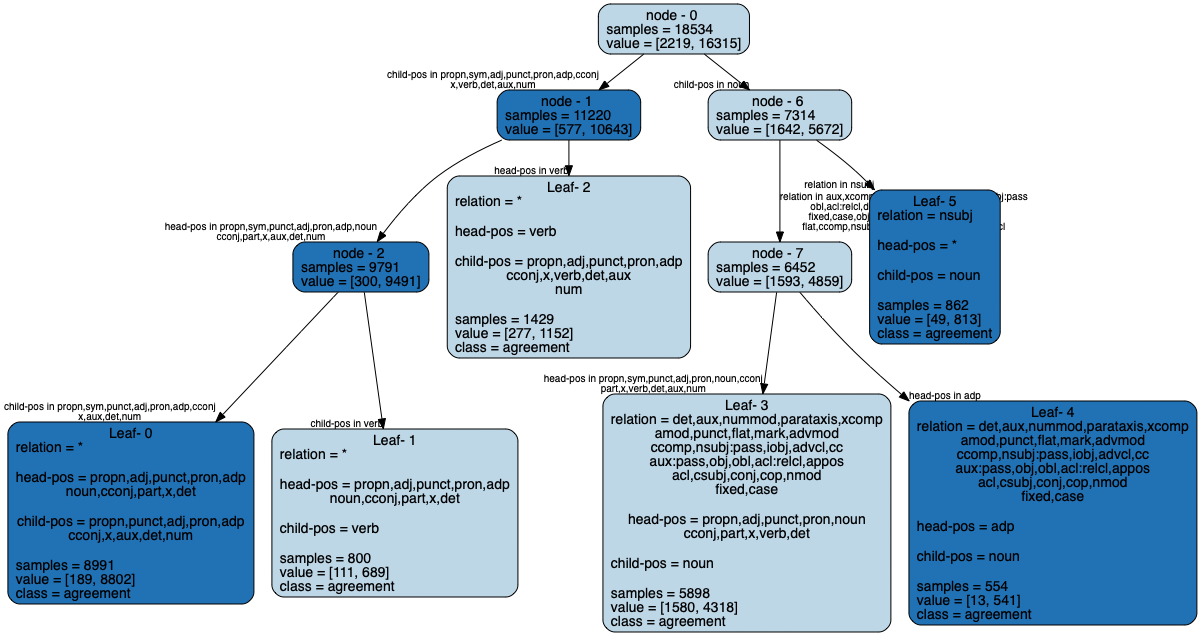 node - 0
samples = 18534
value = [2219, 16315]
child-pos in propn,sym,adj,punct,pron,adp,cconj
x,verb,det,aux,num
child-pos in noun
node - 1
samples = 11220
value = [577, 10643]
node - 6
samples = 7314
value = [1642, 5672]
head-pos in verb
Leaf- 2
relation = *
head-pos = verb
child-pos = propn,adj,punct,pron,adp
cconj,x,verb,det,aux
num
samples = 1429
value = [277, 1152]
class = agreement
relation in nsubj
relation in aux,xcomp
bj:pass
obl,acl:relcl,d
fixed,case,obj
flat,ccomp,nsub
cl
Leaf- 5
relation = nsubj
head-pos = *
child-pos = noun
samples = 862
value = [49, 813]
class = agreement
head-pos in propn,sym,punct,adj,pron,adp,noun
cconj,part,x,aux,det,num
node - 2
samples = 9791
value = [300, 9491]
node - 7
samples = 6452
value = [1593, 4859]
child-pos in propn,sym,punct,adj,pron,adp,cconj
x,aux,det,num
Leaf- 0
relation = *
head-pos = propn,adj,punct,pron,adp
noun,cconj,part,x,det
child-pos = propn,punct,adj,pron,adp
cconj,x,aux,det,num
samples = 8991
value = [189, 8802]
class = agreement
child-pos in verb
Leaf- 1
relation = *
head-pos = propn,adj,punct,pron,adp
noun,cconj,part,x,det
child-pos = verb
samples = 800
value = [111, 689]
class = agreement
head-pos in propn,sym,punct,adj,pron,noun,cconj
part,x,verb,det,aux,num
Leaf- 3
relation = det,aux,nummod,parataxis,xcomp
amod,punct,flat,mark,advmod
ccomp,nsubj:pass,iobj,advcl,cc
aux:pass,obj,obl,acl:relcl,appos
acl,csubj,conj,cop,nmod
fixed,case
head-pos = propn,adj,punct,pron,noun
cconj,part,x,verb,det
child-pos = noun
samples = 5898
value = [1580, 4318]
class = agreement
head-pos in adp
Leaf- 4
relation = det,aux,nummod,parataxis,xcomp
amod,punct,flat,mark,advmod
ccomp,nsubj:pass,iobj,advcl,cc
aux:pass,obj,obl,acl:relcl,appos
acl,csubj,conj,cop,nmod
fixed,case
head-pos = adp
child-pos = noun
samples = 554
value = [13, 541]
class = agreement